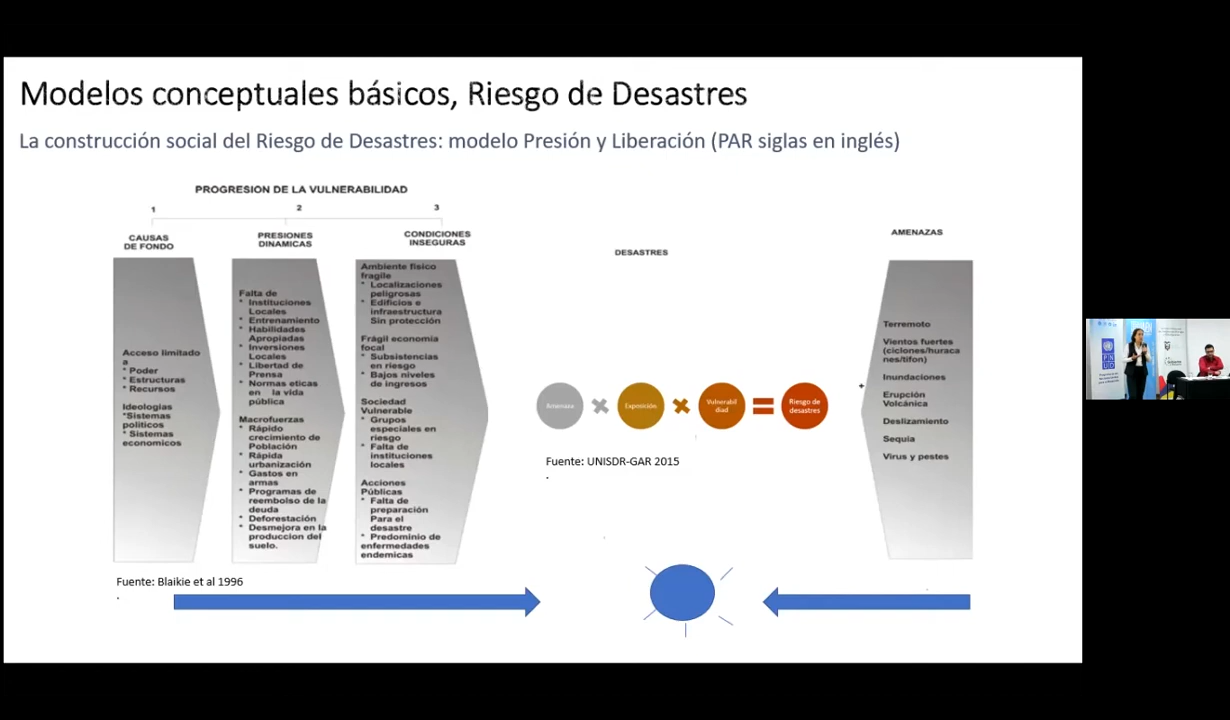 Modelos conceptuales básicos, Riesgo de Desastres
La construcción social del Riesgo de Desastres: modelo Presión y Liberación (PAR siglas en inglés)
PROGRESION DE LA VULNERABILIDAD
1
2
3
CAUSAS
DE FONDO
PRESIONES
DINAMICAS
CONDICIONES
INSEGURAS
Acceso limitado
a
* Poder
* Estructuras
* Recursos
Ideologias
*Sistemas
politicos
* Sistemas
economicos
Falta de
* Instituciones
Locales
* Entrenamiento
* Habilidades
Apropiadas
* Inversiones
Locales
* Libertad de
Prensa
* Normas eticas
en la vida
pública
Macrofuerzas
* Rápido
crecimiento de
Población
* Rápida
urbanización
* Gastos en
armas
* Programas de
reembolso de la
deuda
* Deforestación
* Desmejora en la
produccion del
suelo.
Ambiente fisico
fragile
* Localizaciones
peligrosas
* Edificios e
infraestructura
Sin protección
Frágil economia
focal
* Subsistencias
en riesgo
* Bajos niveles
de ingresos
Sociedad
Vulnerable
* Grupos
especiales en
riesgo
* Falta de
instituciones
locales
Acciones
Públicas
* Falta de
preparación
Para el
desastre
* Predominio de
enfermedades
endemicas
Fuente: Blaikie et al 1996
.
DESASTRES
Amenaza
Exposición
Vulnerabili
dad
Riesgo de
desastres
Fuente: UNISDR-GAR 2015
.
AMENAZAS
Terremoto
Vientos fuertes
(ciclones/huraca
nes/tifon)
Inundaciones
Erupción
Volcánica
Deslizamiento
Sequia
Virus y pestes
PN
UD